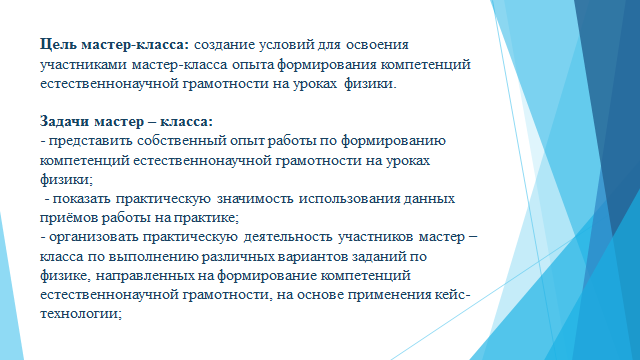 Цель мастер-класса: создание условий для освоения
участниками мастер-класса опыта формирования компетенций
естественнонаучной грамотности на уроках физики.
Задачи мастер – класса:
- представить собственный опыт работы по формированию
компетенций естественнонаучной грамотности на уроках
физики;
- показать практическую значимость использования данных
приёмов работы на практике;
- организовать практическую деятельность участников мастер –
класса по выполнению различных вариантов заданий по
физике, направленных на формирование компетенций
естественнонаучной грамотности, на основе применения кейс-
технологии;